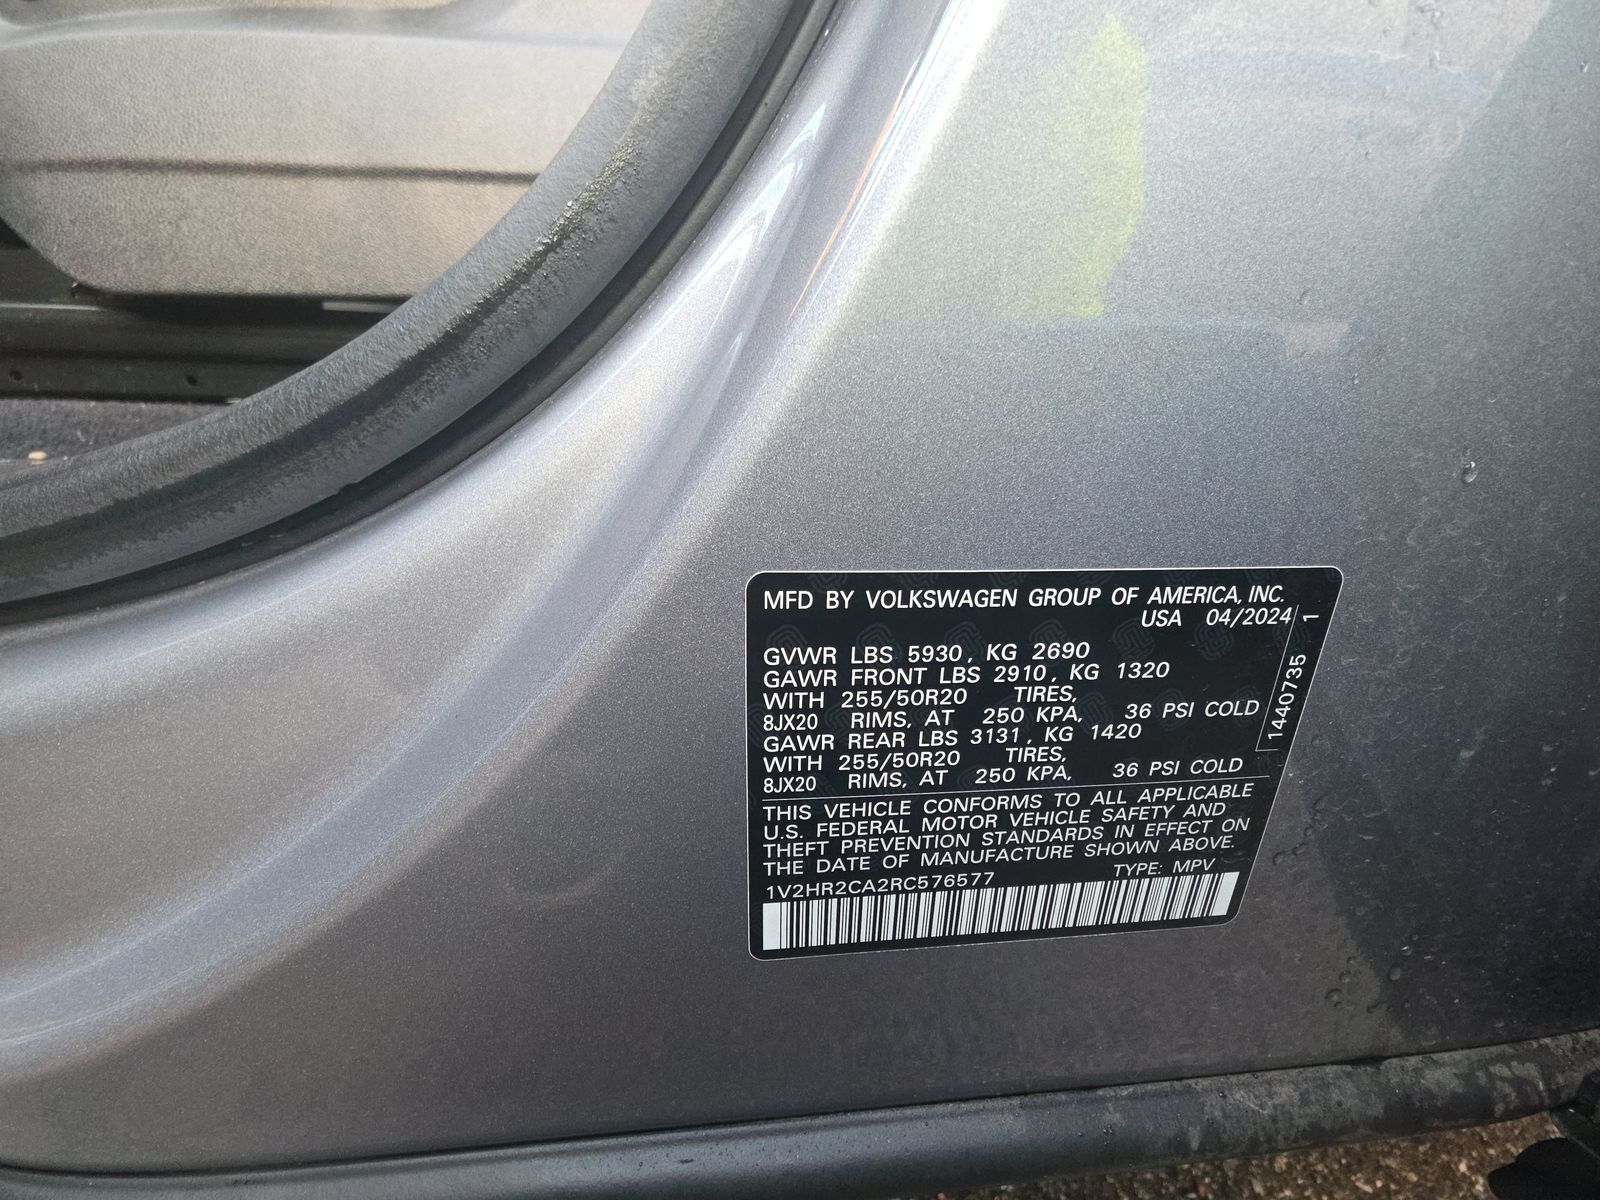 MFD BY VOLKSWAGEN GROUP OF AMERICA, INC.
USA 04/2024
GVWR LBS 5930, KG 2690
GAWR FRONT LBS 2910, KG 1320
WITH 255/50R20 TIRES,
8JX20 RIMS, AT 250 KPA, 36 PSI COLD
GAWR REAR LBS 3131, KG 1420
WITH 255/50R20 TIRES,
8JX20 RIMS, AT 250 KPA, 36 PSI COLD
THIS VEHICLE CONFORMS TO ALL APPLICABLE
U.S. FEDERAL MOTOR VEHICLE SAFETY AND
THEFT PREVENTION STANDARDS IN EFFECT ON
THE DATE OF MANUFACTURE SHOWN ABOVE.
1V2HR2CA2RC576577 TYPE: MPV
1440735 1